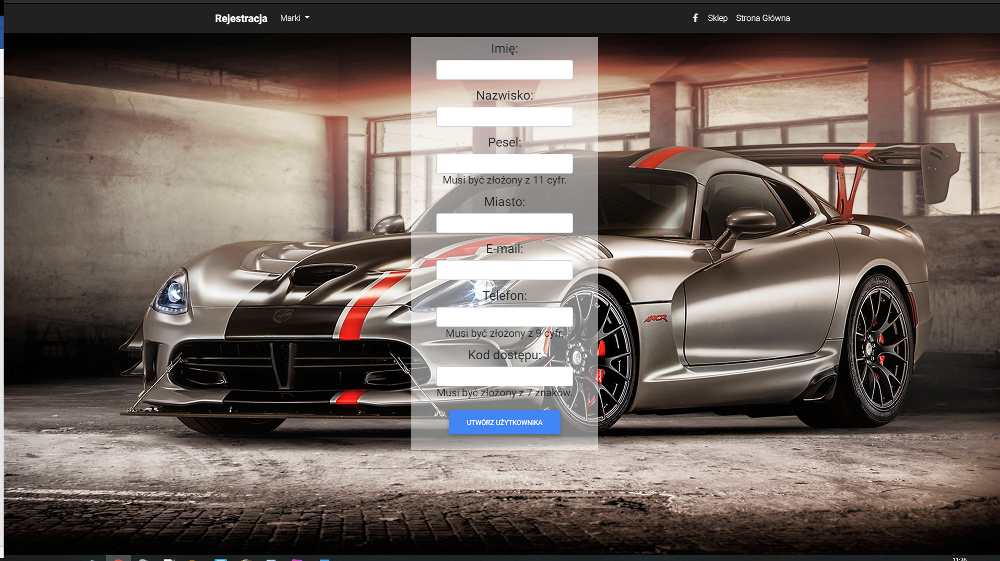 Rejestracja Marki Sklep Strona Główna
Imię:
Nazwisko:
Pesel:
Musi być złożony z 11 cyfr.
Miasto:
E-mail:
Telefon:
Musi być złożony z 9 cyfr.
Kod dostępu:
Musi być złożony z 7 znaków.
UTWÓRZ UŻYTKOWNIKA
ACR
KUMHO
11:36